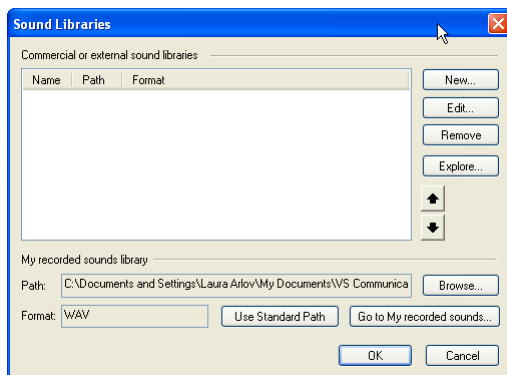 Sound Libraries
Commercial or external sound libraries
Name Path Format
New...
Edit...
Remove
Explore...
My recorded sounds library
Path: C:\Documents and Settings\Laura Arlov\My Documents\VS Communica Browse...
Format: WAV Use Standard Path Go to My recorded sounds...
OK Cancel